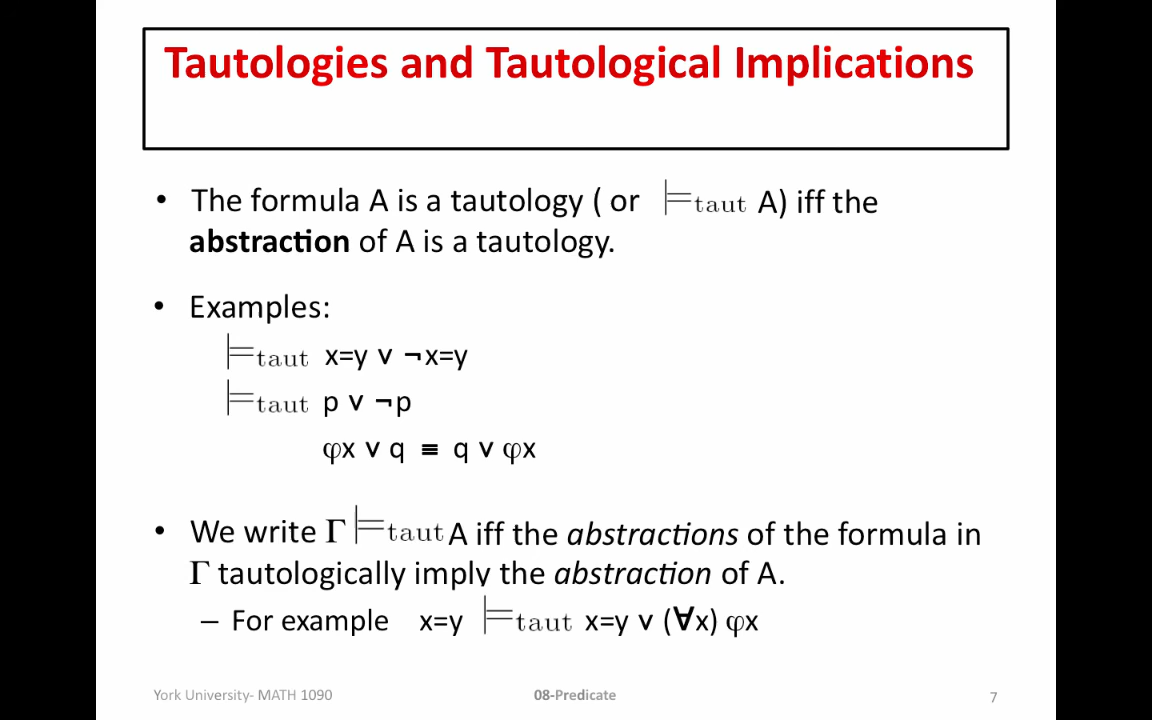 Tautologies and Tautological Implications
• The formula A is a tautology ( or ⊨taut A) iff the
abstraction of A is a tautology.
• Examples:
⊨taut x=y ∨ ¬x=y
⊨taut p ∨ ¬p
φx ∨ q ≡ q ∨ φx
• We write Γ ⊨taut A iff the abstractions of the formula in
Γ tautologically imply the abstraction of A.
– For example x=y ⊨taut x=y ∨ (∀x) φx
York University- MATH 1090 08-Predicate 7